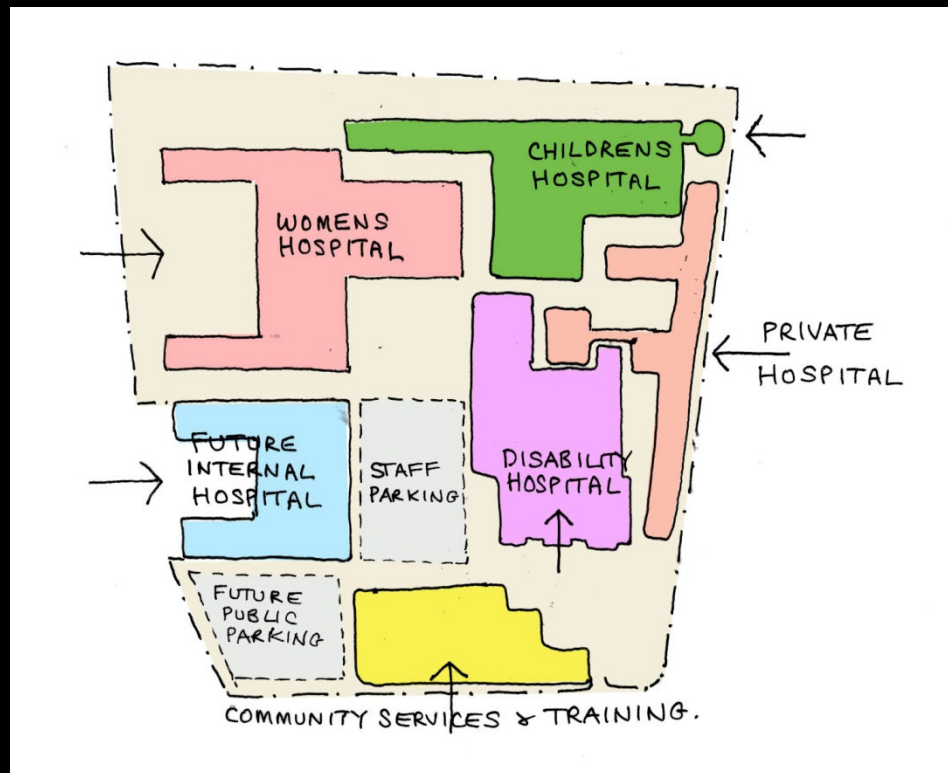 CHILDRENS
HOSPITAL
WOMENS
HOSPITAL
PRIVATE
HOSPITAL
FUTURE
INTERNAL
HOSPITAL
STAFF
PARKING
DISABILITY
HOSPITAL
FUTURE
PUBLIC
PARKING
COMMUNITY SERVICES & TRAINING.